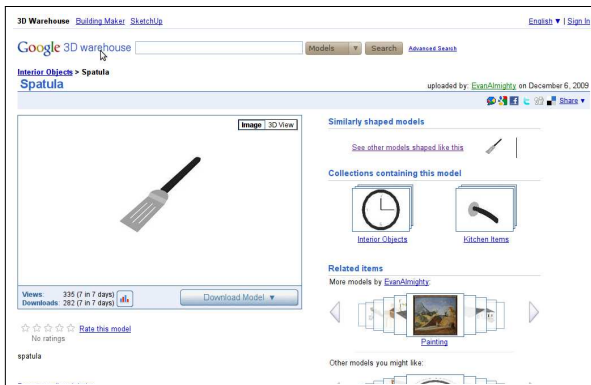 3D Warehouse Building Maker SketchUp English ▼ | Sign In
Google 3D warehouse Models ▼ Search Advanced Search
Interior Objects > Spatula
Spatula uploaded by: EvanAlmighty on December 6, 2009
Share ▼
Image 3D View
Similarly shaped models
See other models shaped like this
Collections containing this model
Interior Objects Kitchen Items
Related items
More models by EvanAlmighty:
Painting
Other models you might like:
Views: 335 (7 in 7 days)
Downloads: 282 (7 in 7 days)
Download Model ▼
Rate this model
No ratings
spatula